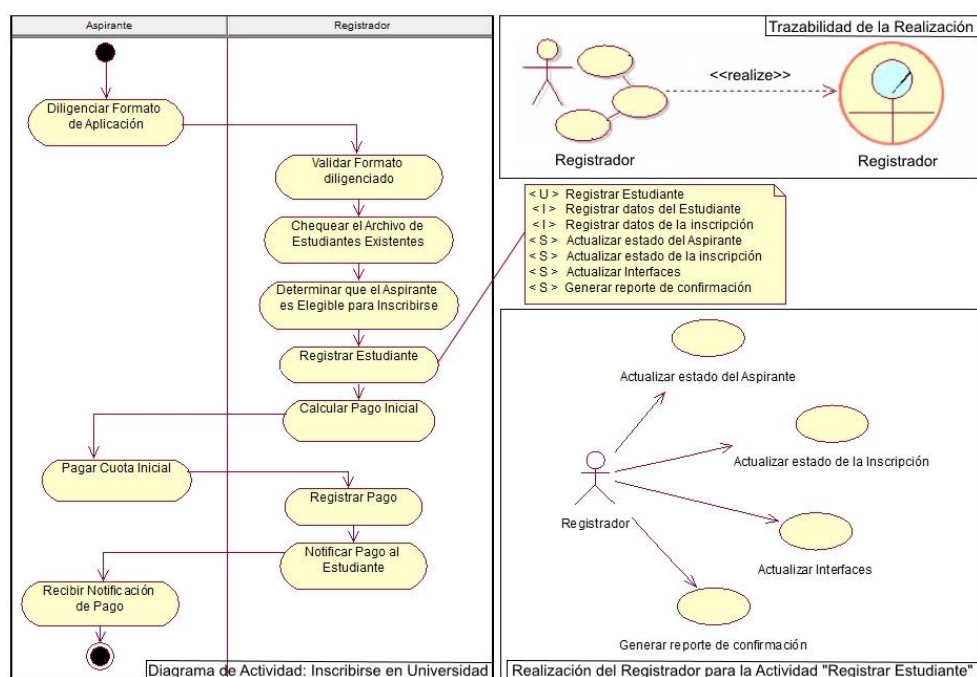 Aspirante
Registrador
Diligenciar Formato
de Aplicación
Validar Formato
diligenciado
Chequear el Archivo de
Estudiantes Existentes
Determinar que el Aspirante
es Elegible para Inscribirse
Registrar Estudiante
Calcular Pago Inicial
Pagar Cuota Inicial
Registrar Pago
Notificar Pago al
Estudiante
Recibir Notificación
de Pago
Diagrama de Actividad: Inscribirse en Universidad
Trazabilidad de la Realización
<<realize>>
Registrador
Registrador
< U > Registrar Estudiante
< I > Registrar datos del Estudiante
< I > Registrar datos de la inscripción
< S > Actualizar estado del Aspirante
< S > Actualizar estado de la inscripción
< S > Actualizar Interfaces
< S > Generar reporte de confirmación
Actualizar estado del Aspirante
Actualizar estado de la Inscripción
Registrador
Actualizar Interfaces
Generar reporte de confirmación
Realización del Registrador para la Actividad "Registrar Estudiante"